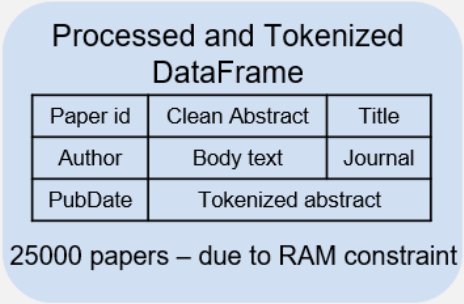 Processed and Tokenized
DataFrame
Paper id Clean Abstract Title
Author Body text Journal
PubDate Tokenized abstract
25000 papers – due to RAM constraint